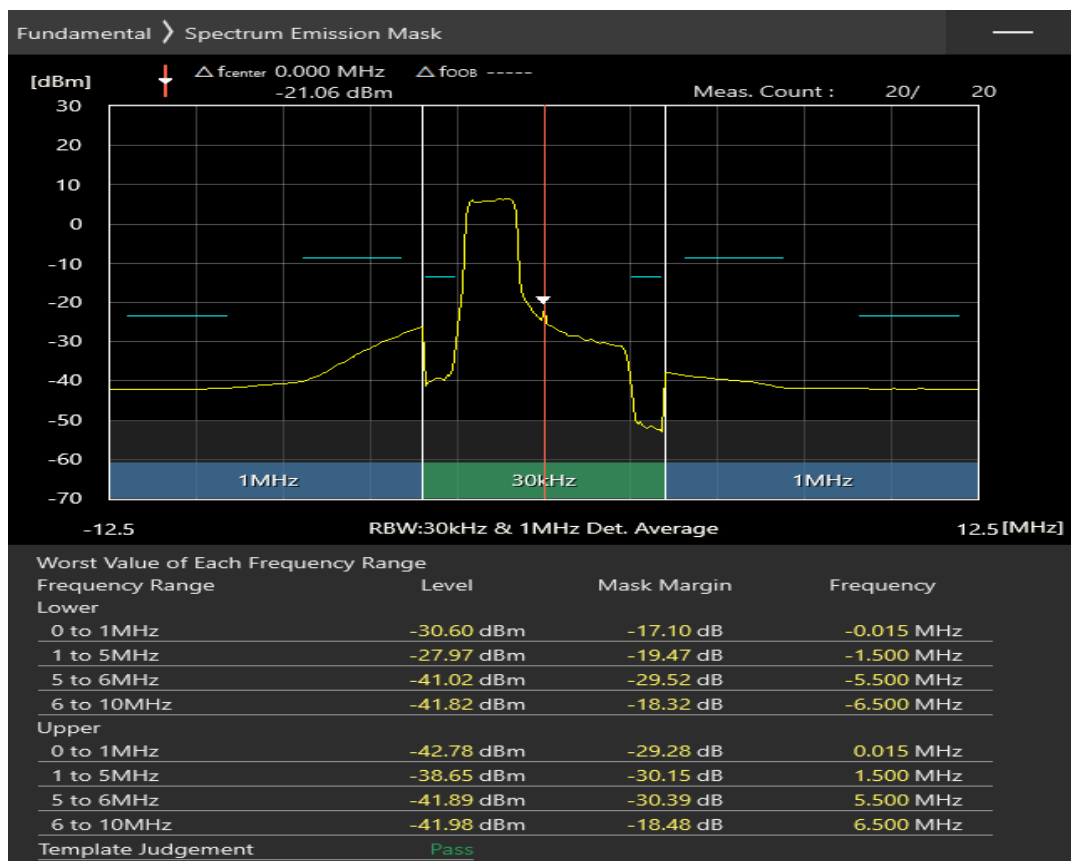 Fundamental ❯ Spectrum Emission Mask
△ fcenter 0.000 MHz △ fOOB -----
[dBm] -21.06 dBm Meas. Count : 20/ 20
30
20
10
0
-10
-20
-30
-40
-50
-60
1MHz 30kHz 1MHz
-70
-12.5 RBW:30kHz & 1MHz Det. Average 12.5 [MHz]
Worst Value of Each Frequency Range
Frequency Range Level Mask Margin Frequency
Lower
0 to 1MHz -30.60 dBm -17.10 dB -0.015 MHz
1 to 5MHz -27.97 dBm -19.47 dB -1.500 MHz
5 to 6MHz -41.02 dBm -29.52 dB -5.500 MHz
6 to 10MHz -41.82 dBm -18.32 dB -6.500 MHz
Upper
0 to 1MHz -42.78 dBm -29.28 dB 0.015 MHz
1 to 5MHz -38.65 dBm -30.15 dB 1.500 MHz
5 to 6MHz -41.89 dBm -30.39 dB 5.500 MHz
6 to 10MHz -41.98 dBm -18.48 dB 6.500 MHz
Template Judgement Pass